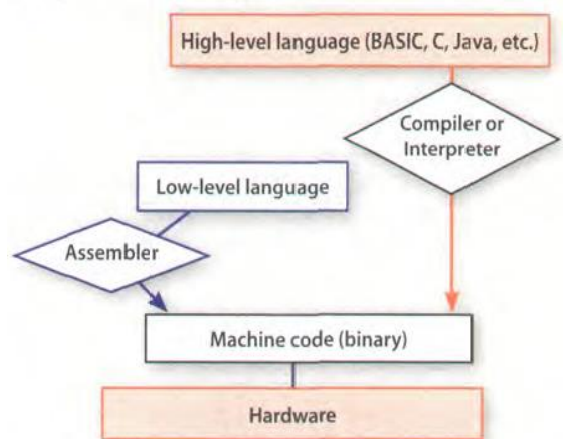 High-level language (BASIC, C, Java, etc.)
Compiler or
Interpreter
Low-level language
Assembler
Machine code (binary)
Hardware